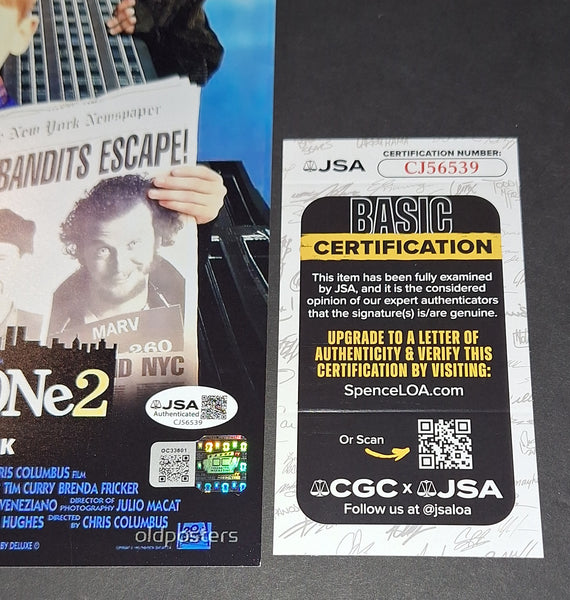 he New York Newspaper
BANDITS ESCAPE!
MARV
260
D NYC
ONe2
K
JSA
Authenticated
CJ56539
OC33601
RIS COLUMBUS FILM
TIM CURRY BRENDA FRICKER
VENEZIANO DIRECTOR OF PHOTOGRAPHY JULIO MACAT
HUGHES DIRECTED BY CHRIS COLUMBUS
BY DELUXE ©
oldposters
JSA
CERTIFICATION NUMBER:
CJ56539
BASIC
CERTIFICATION
This item has been fully examined
by JSA, and it is the considered
opinion of our expert authenticators
that the signature(s) is/are genuine.
UPGRADE TO A LETTER OF
AUTHENTICITY & VERIFY THIS
CERTIFICATION BY VISITING:
SpenceLOA.com
Or Scan
CGC x JSA
Follow us at @jsaloa